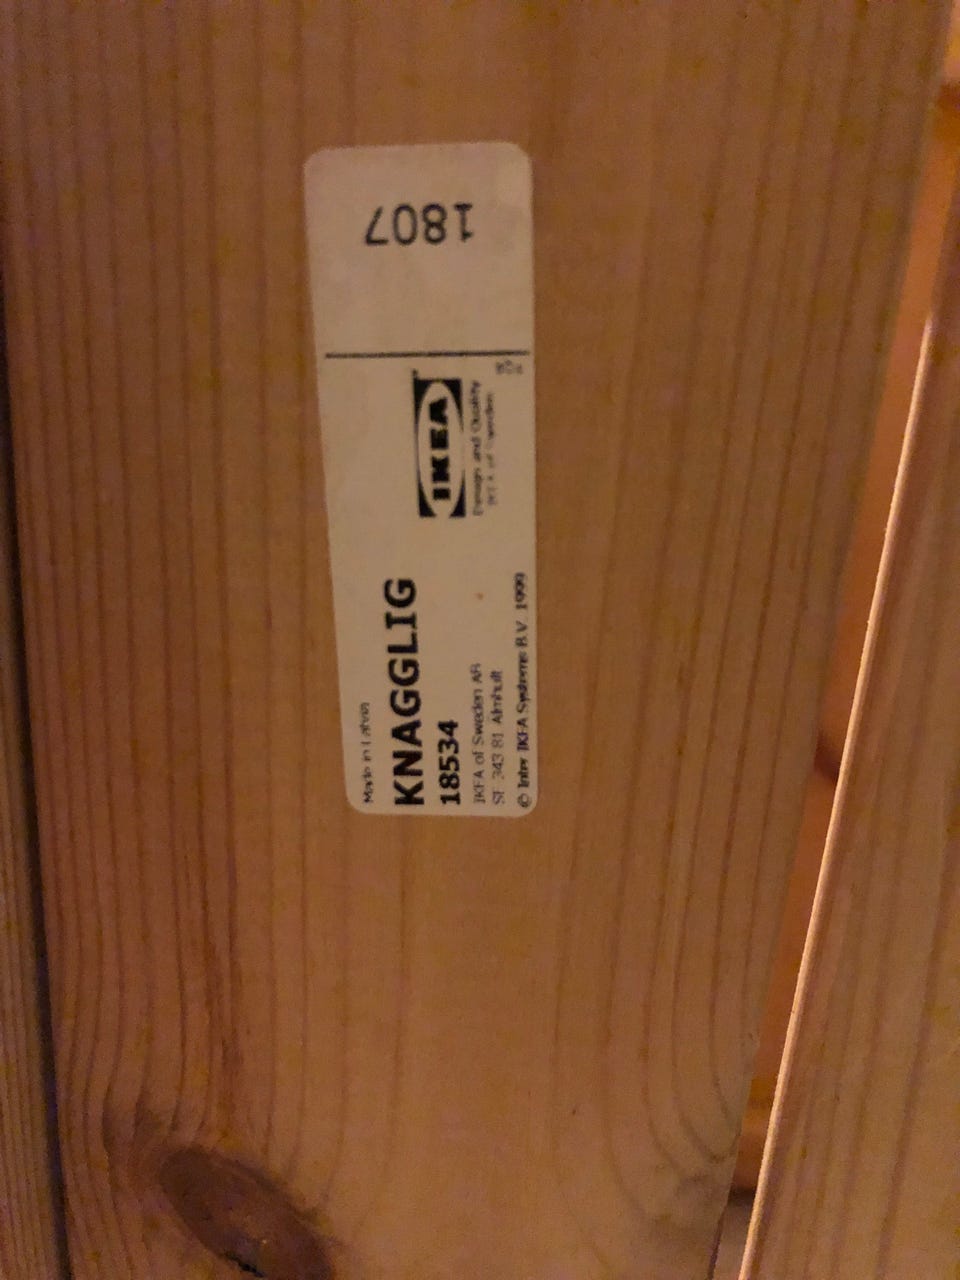 1807
IKEA
Design and Quality
IKEA of Sweden
Made in Latvia
KNAGGLIG
18534
IKEA of Sweden AB
SE 343 81 Älmhult
© Inter IKEA Systems B.V. 1999